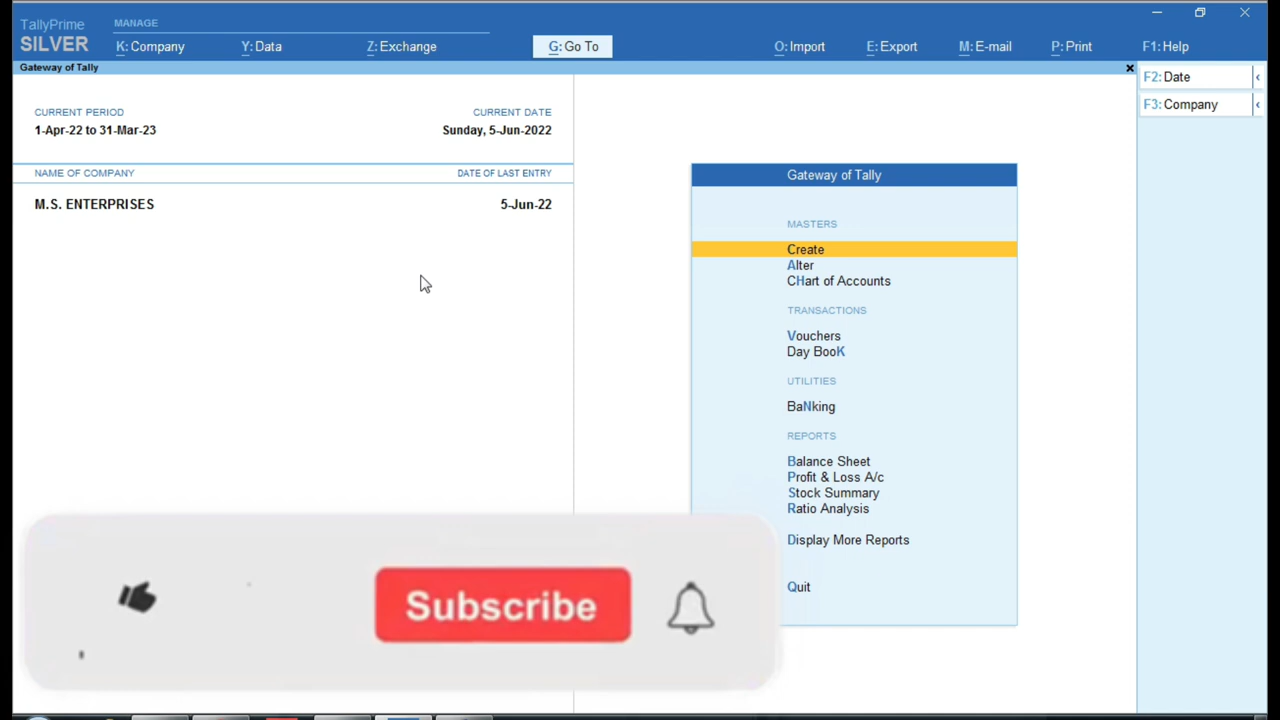 TallyPrime
SILVER
MANAGE
K: Company
Y: Data
Z: Exchange
G: Go To
O: Import
E: Export
M: E-mail
P: Print
F1: Help
Gateway of Tally
F2: Date
F3: Company
CURRENT PERIOD
CURRENT DATE
1-Apr-22 to 31-Mar-23
Sunday, 5-Jun-2022
NAME OF COMPANY
DATE OF LAST ENTRY
M.S. ENTERPRISES
5-Jun-22
Gateway of Tally
MASTERS
Create
Alter
CHart of Accounts
TRANSACTIONS
Vouchers
Day BooK
UTILITIES
BaNking
REPORTS
Balance Sheet
Profit & Loss A/c
Stock Summary
Ratio Analysis
Display More Reports
Quit
Subscribe